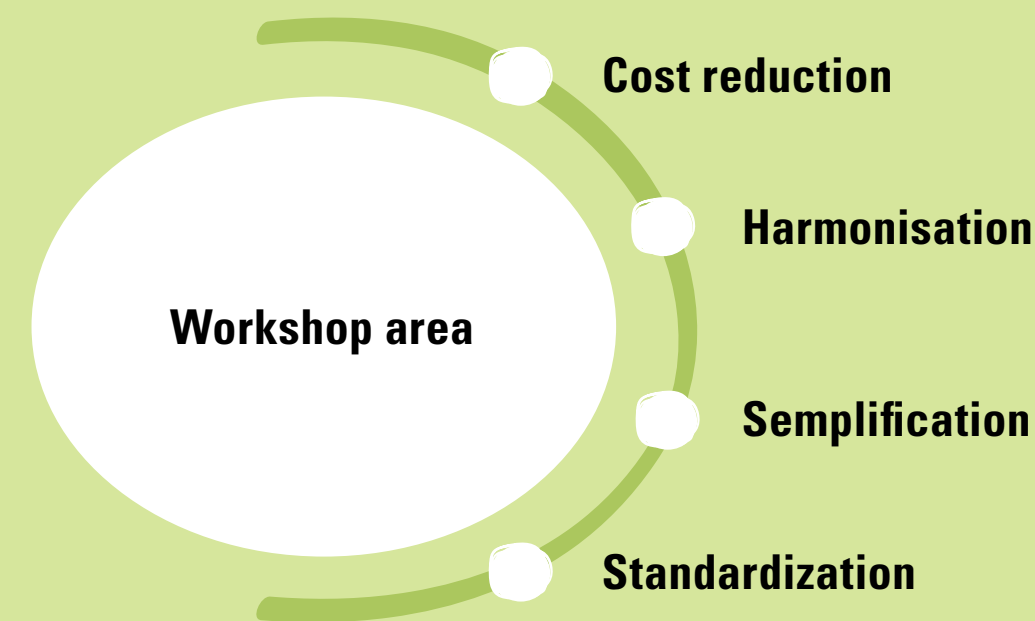 Cost reduction
Harmonisation
Workshop area
Semplification
Standardization